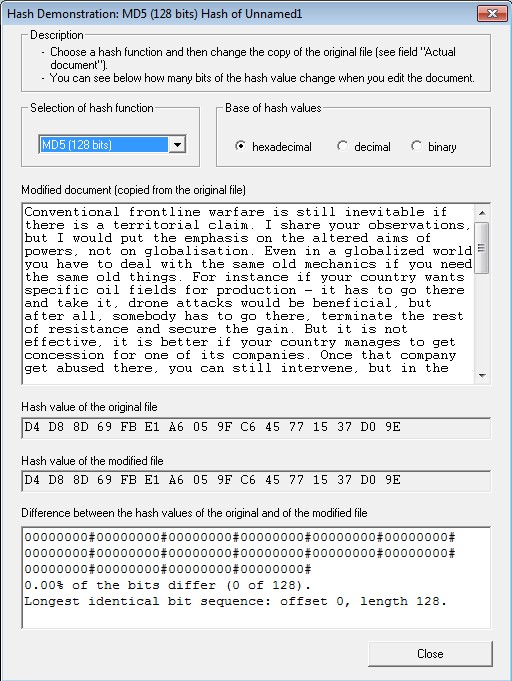 Hash Demonstration: MD5 (128 bits) Hash of Unnamed1
Description
- Choose a hash function and then change the copy of the original file (see field "Actual
document").
- You can see below how many bits of the hash value change when you edit the document.
Selection of hash function
MD5 (128 bits)
Base of hash values
hexadecimal
decimal
binary
Modified document (copied from the original file)
Conventional frontline warfare is still inevitable if
there is a territorial claim. I share your observations,
but I would put the emphasis on the altered aims of
powers, not on globalisation. Even in a globalized world
you have to deal with the same old mechanics if you need
the same old things. For instance if your country wants
specific oil fields for production – it has to go there
and take it, drone attacks would be beneficial, but
after all, somebody has to go there, terminate the rest
of resistance and secure the gain. But it is not
effective, it is better if your country manages to get
concession for one of its companies. Once that company
get abused there, you can still intervene, but in the
Hash value of the original file
D4 D8 8D 69 FB E1 A6 05 9F C6 45 77 15 37 D0 9E
Hash value of the modified file
D4 D8 8D 69 FB E1 A6 05 9F C6 45 77 15 37 D0 9E
Difference between the hash values of the original and of the modified file
00000000#00000000#00000000#00000000#00000000#00000000#
00000000#00000000#00000000#00000000#00000000#00000000#
00000000#00000000#00000000#00000000#
0.00% of the bits differ (0 of 128).
Longest identical bit sequence: offset 0, length 128.
Close